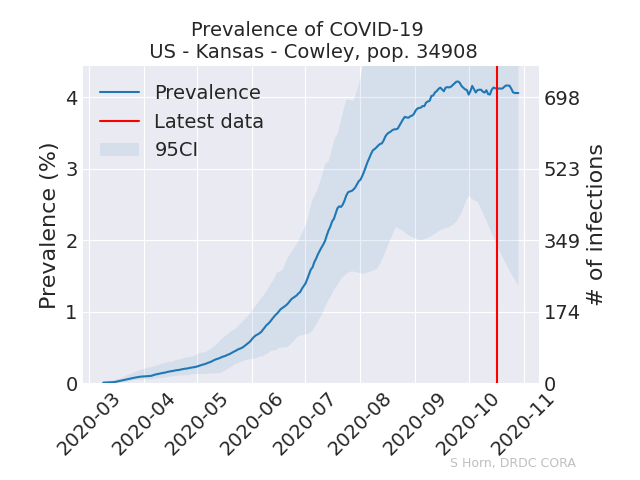 Prevalence of COVID-19
US - Kansas - Cowley, pop. 34908
Prevalence
Latest data
95CI
Prevalence (%)
4
3
2
1
0
698
523
349
174
0
# of infections
2020-03
2020-04
2020-05
2020-06
2020-07
2020-08
2020-09
2020-10
2020-11
S Horn, DRDC CORA